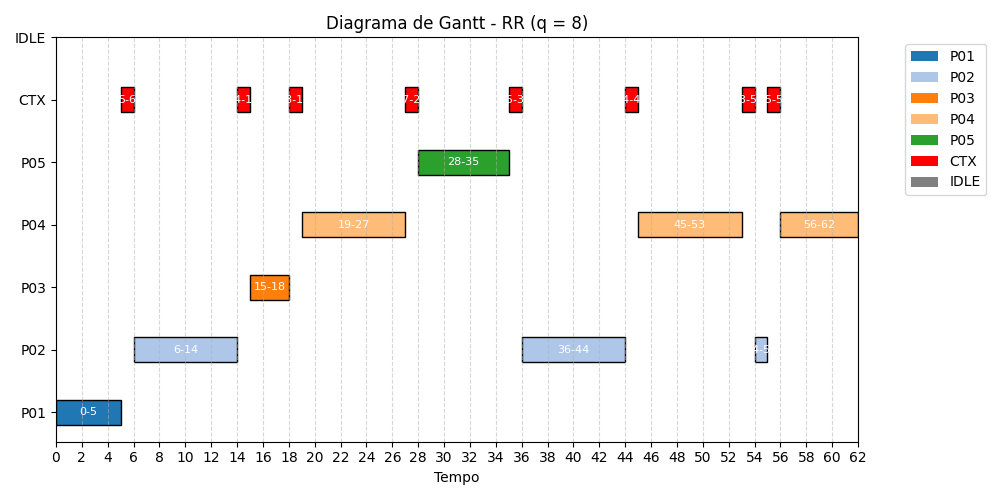 Diagrama de Gantt - RR (q = 8)
IDLE
CTX
P05
28-35
P04
19-27
45-53
56-62
P03
15-18
P02
6-14
36-44
P01
0-5
0 2 4 6 8 10 12 14 16 18 20 22 24 26 28 30 32 34 36 38 40 42 44 46 48 50 52 54 56 58 60 62
Tempo
P01
P02
P03
P04
P05
CTX
IDLE